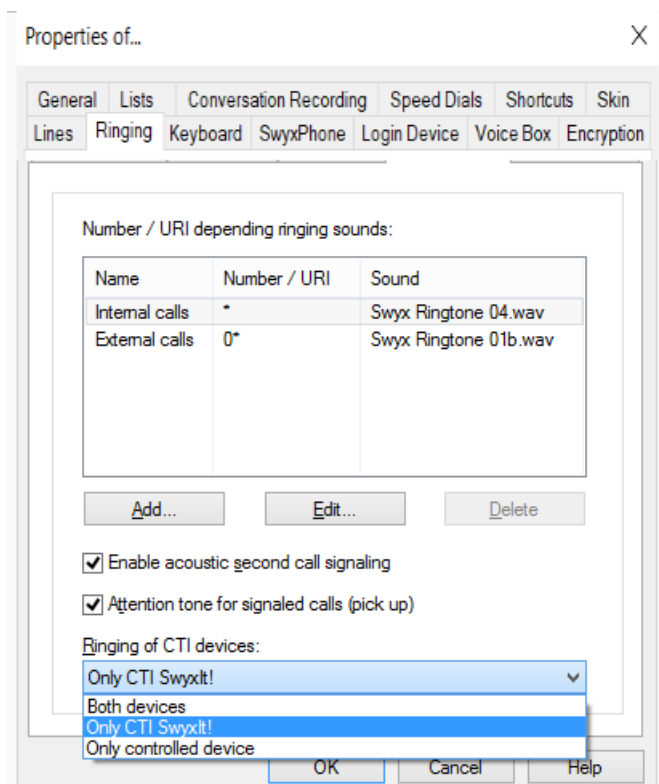 Properties of...
General Lists Conversation Recording Speed Dials Shortcuts Skin
Lines Ringing Keyboard SwyxPhone Login Device Voice Box Encryption
Number / URI depending ringing sounds:
Name Number / URI Sound
Internal calls * Swyx Ringtone 04.wav
External calls 0* Swyx Ringtone 01b.wav
Add... Edit... Delete
Enable acoustic second call signaling
Attention tone for signaled calls (pick up)
Ringing of CTI devices:
Only CTI SwyxIt!
Both devices
Only CTI SwyxIt!
Only controlled device
OK Cancel Help